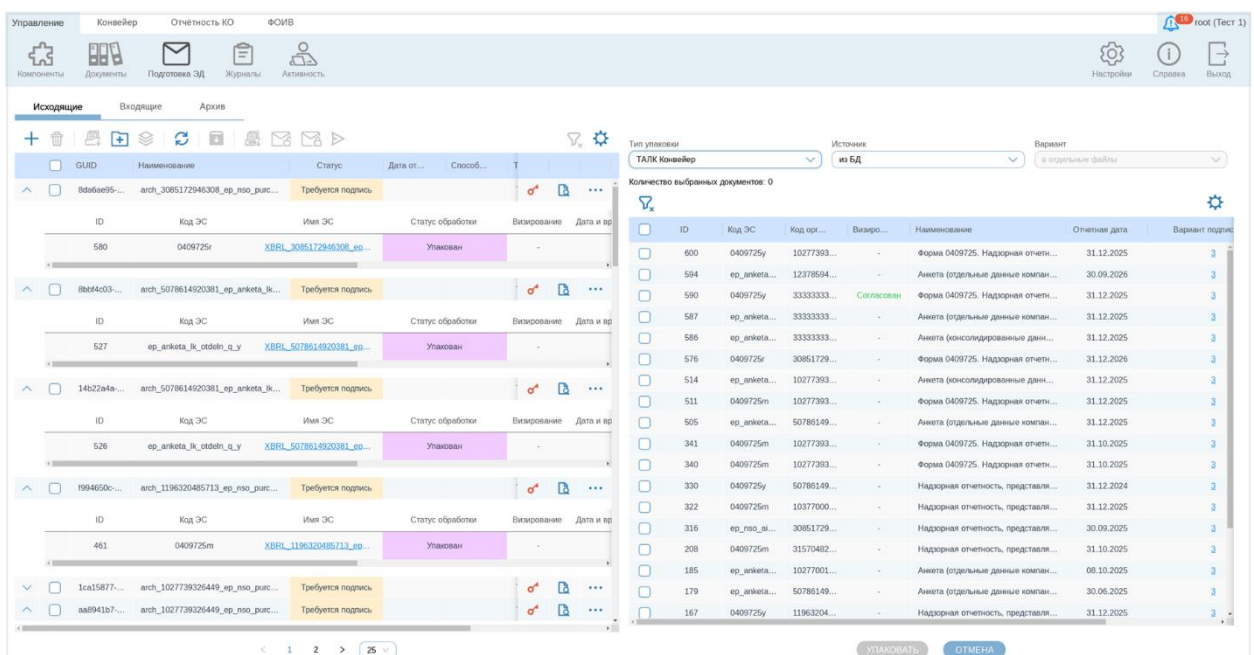 Управление Конвейер Отчётность КО ФОИВ 16 root (Тест 1)
Компоненты Документы Подготовка ЭД Журналы Активность Настройки Справка Выход
Исходящие Входящие Архив
GUID Наименование Статус Дата от... Способ... Т
8da6ae95-... arch_3085172946308_ep_nso_purc... Требуется подпись
ID Код ЭС Имя ЭС Статус обработки Визирование Дата и вр
580 0409725г XBRL_3085172946308_ep... Упакован -
8bbf4c03-... arch_5078614920381_ep_anketa_lk... Требуется подпись
ID Код ЭС Имя ЭС Статус обработки Визирование Дата и вр
527 ep_anketa_lk_otdeln_q_y XBRL_5078614920381_ep... Упакован -
14b22a4a-... arch_5078614920381_ep_anketa_lk... Требуется подпись
ID Код ЭС Имя ЭС Статус обработки Визирование Дата и вр
526 ep_anketa_lk_otdeln_q_y XBRL_5078614920381_ep... Упакован -
f994650c-... arch_1196320485713_ep_nso_purc... Требуется подпись
ID Код ЭС Имя ЭС Статус обработки Визирование Дата и вр
461 0409725m XBRL_1196320485713_ep... Упакован -
1ca15877-... arch_1027739326449_ep_nso_purc... Требуется подпись
aa8941b7-... arch_1027739326449_ep_nso_purc... Требуется подпись
< 1 2 > 25
Тип упаковки Источник Вариант
ТАЛК Конвейер из БД в отдельные файлы
Количество выбранных документов: 0
ID Код ЭС Код орг... Визиро... Наименование Отчетная дата Вариант подпис
600 0409725y 10277393... - Форма 0409725. Надзорная отчетн... 31.12.2025 3
594 ep_anketa... 12378594... - Анкета (отдельные данные компан... 30.09.2026 3
590 0409725y 33333333... Согласован Форма 0409725. Надзорная отчетн... 31.12.2025 3
587 ep_anketa... 33333333... - Анкета (отдельные данные компан... 31.12.2025 3
586 ep_anketa... 33333333... - Анкета (консолидированные данн... 31.12.2025 3
576 0409725г 30851729... - Форма 0409725. Надзорная отчетн... 31.12.2026 3
514 ep_anketa... 10277393... - Анкета (консолидированные данн... 31.12.2025 3
511 0409725m 10277393... - Форма 0409725. Надзорная отчетн... 31.12.2025 3
505 ep_anketa... 50786149... - Анкета (отдельные данные компан... 31.12.2025 3
341 0409725m 10277393... - Форма 0409725. Надзорная отчетн... 31.10.2025 3
340 0409725m 10277393... - Форма 0409725. Надзорная отчетн... 31.10.2025 3
330 0409725y 50786149... - Надзорная отчетность, представля... 31.12.2024 3
322 0409725m 10377000... - Надзорная отчетность, представля... 31.10.2025 3
316 ep_nso_ai... 30851729... - Надзорная отчетность, представля... 30.09.2025 3
208 0409725m 31570482... - Надзорная отчетность, представля... 31.10.2025 3
185 ep_anketa... 10277001... - Анкета (отдельные данные компан... 08.10.2025 3
179 ep_anketa... 50786149... - Анкета (отдельные данные компан... 30.06.2025 3
167 0409725y 11963204... - Надзорная отчетность, представля... 31.12.2025 3
УПАКОВАТЬ ОТМЕНА